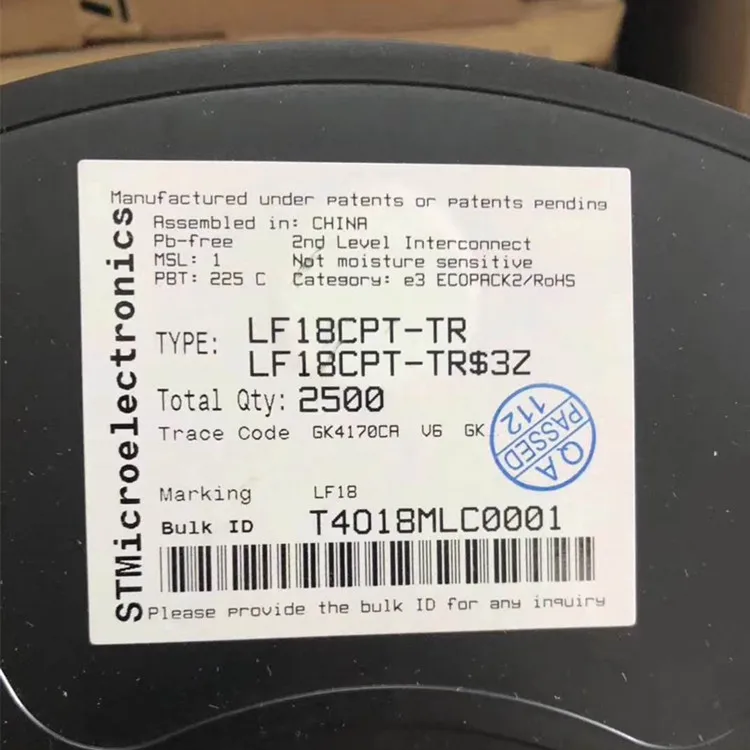 STMicroelectronics
Manufactured under patents or patents pending
Assembled in: CHINA
Pb-free 2nd Level Interconnect
MSL: 1 Not moisture sensitive
PBT: 225 C Category: e3 ECOPACK2/RoHS
TYPE: LF18CPT-TR
LF18CPT-TR$3Z
Total Qty: 2500
Trace Code GK4170CA V6 GK
QA
PASSED
112
Marking LF18
Bulk ID T4018MLC0001
Please provide the bulk ID for any inquiry